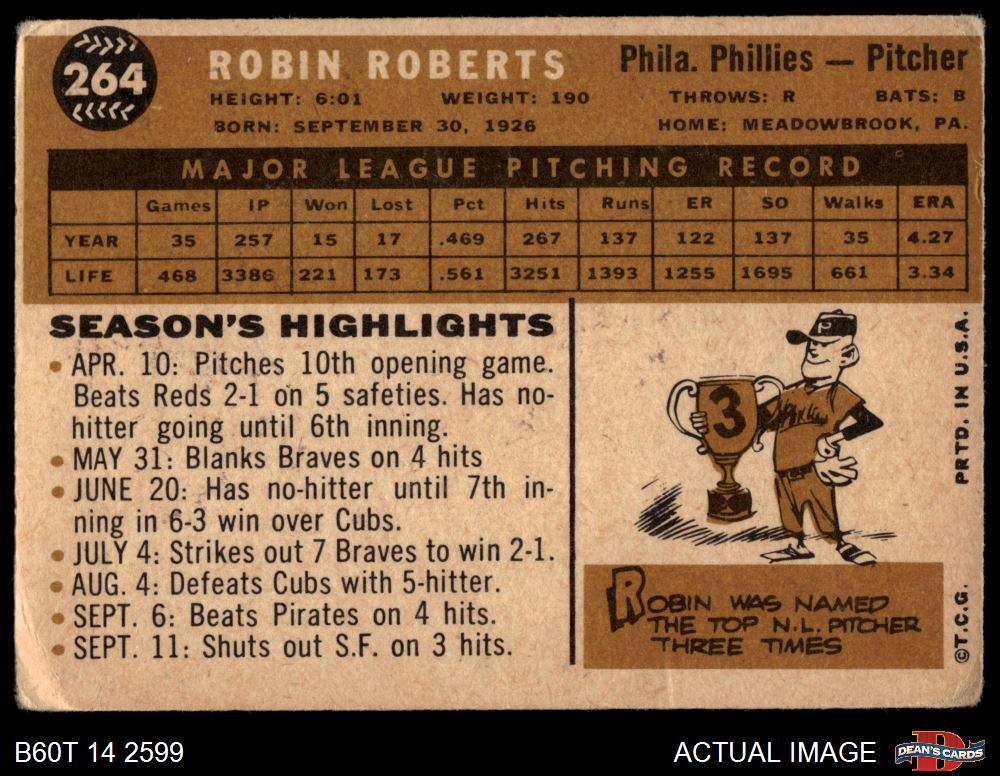 264
ROBIN ROBERTS
Phila. Phillies — Pitcher
HEIGHT: 6:01 WEIGHT: 190 THROWS: R BATS: B
BORN: SEPTEMBER 30, 1926 HOME: MEADOWBROOK, PA.
MAJOR LEAGUE PITCHING RECORD
Games IP Won Lost Pct Hits Runs ER SO Walks ERA
YEAR 35 257 15 17 .469 267 137 122 137 35 4.27
LIFE 468 3386 221 173 .561 3251 1393 1255 1695 661 3.34
SEASON'S HIGHLIGHTS
• APR. 10: Pitches 10th opening game.
Beats Reds 2-1 on 5 safeties. Has no-
hitter going until 6th inning.
• MAY 31: Blanks Braves on 4 hits
• JUNE 20: Has no-hitter until 7th in-
ning in 6-3 win over Cubs.
• JULY 4: Strikes out 7 Braves to win 2-1.
• AUG. 4: Defeats Cubs with 5-hitter.
• SEPT. 6: Beats Pirates on 4 hits.
• SEPT. 11: Shuts out S.F. on 3 hits.
P
3
ROBIN WAS NAMED
THE TOP N.L. PITCHER
THREE TIMES
PRTD. IN U.S.A.
©T.C.G.
B60T 14 2599
ACTUAL IMAGE
DEAN'S CARDS